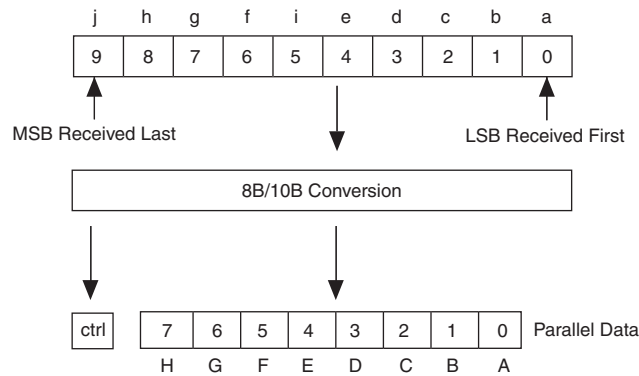 j h g f i e d c b a
9 8 7 6 5 4 3 2 1 0
MSB Received Last LSB Received First
8B/10B Conversion
ctrl 7 6 5 4 3 2 1 0 Parallel Data
H G F E D C B A